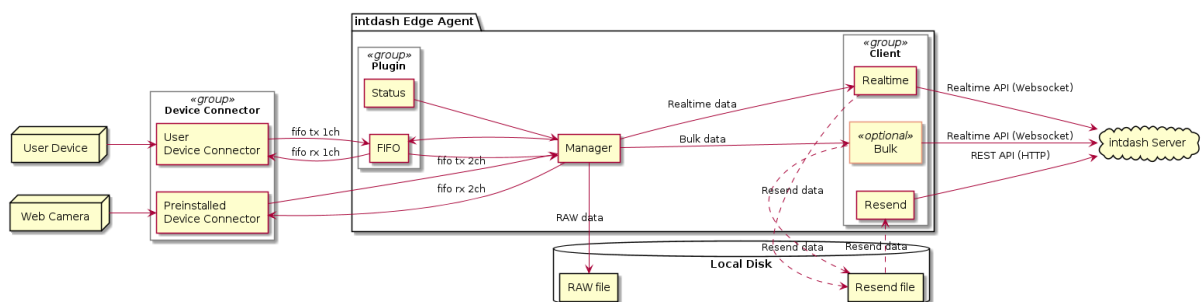 intdash Edge Agent
«group»
Plugin
Status
FIFO
«group»
Device Connector
User
Device Connector
Preinstalled
Device Connector
User Device
Web Camera
fifo tx 1ch
fifo rx 1ch
fifo tx 2ch
fifo rx 2ch
Manager
Realtime data
Bulk data
RAW data
«group»
Client
Realtime
«optional»
Bulk
Resend
Realtime API (Websocket)
Realtime API (Websocket)
REST API (HTTP)
intdash Server
Resend data
Resend data
Resend data
Local Disk
RAW file
Resend file